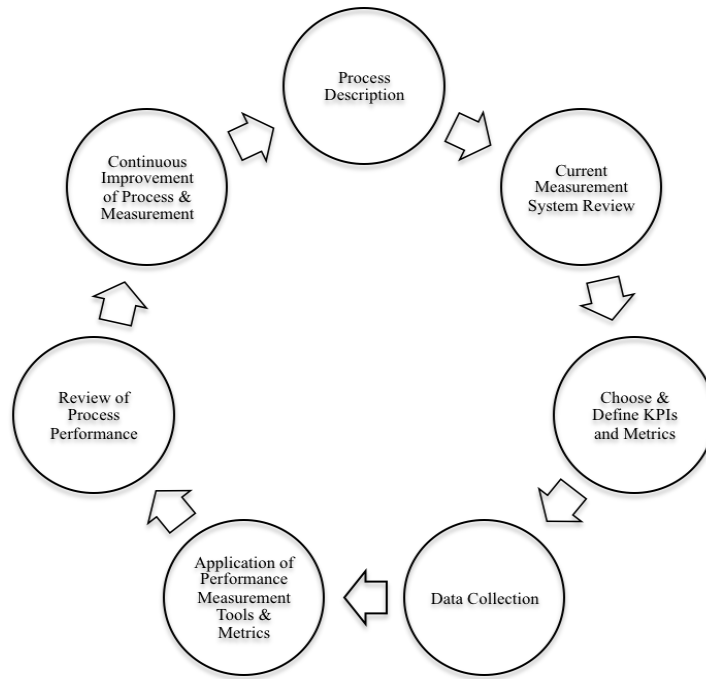 Process
Description
Current
Measurement
System Review
Choose &
Define KPIs
and Metrics
Data Collection
Application of
Performance
Measurement
Tools &
Metrics
Review of
Process
Performance
Continuous
Improvement
of Process &
Measurement